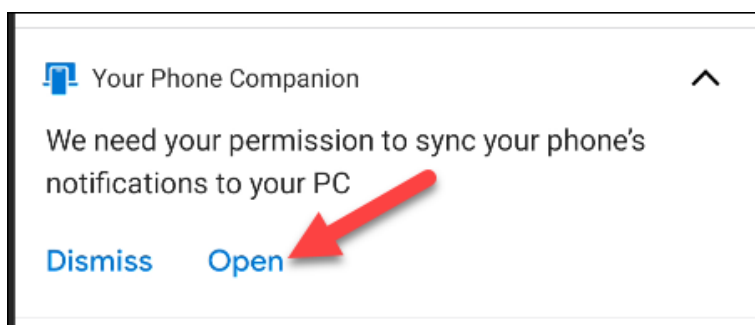 Your Phone Companion
We need your permission to sync your phone’s
notifications to your PC
Dismiss Open